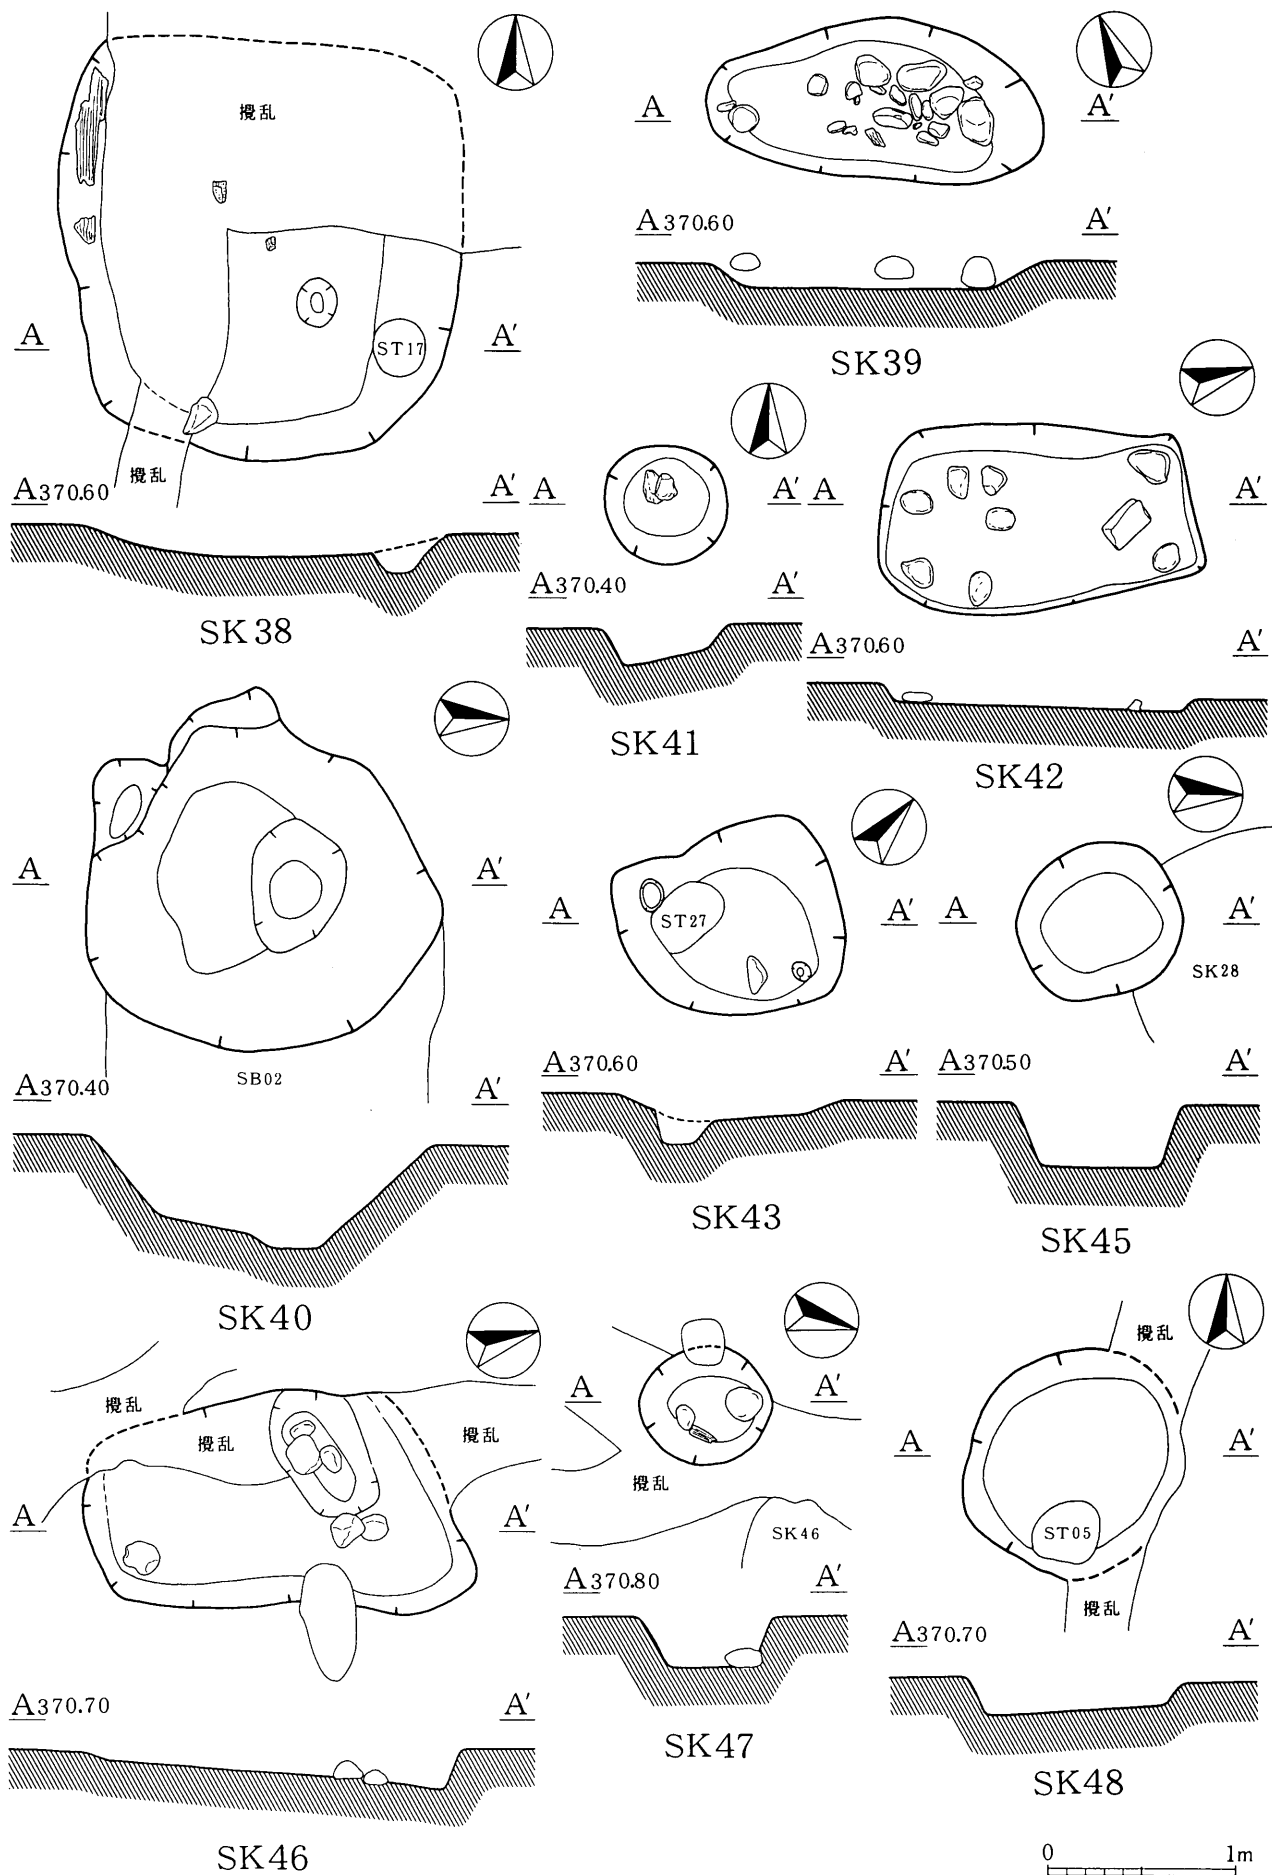 攪乱
A A'
ST17
攪乱
A370.60 A'
SK38
A A'
A370.60 A'
SK39
A A'
A370.40 A'
SK41
A A'
A370.60 A'
SK42
A A'
SB02
A370.40 A'
SK40
A A'
ST27
A370.60 A'
SK43
A A'
SK28
A370.50 A'
SK45
攪乱
攪乱
攪乱
A A'
A370.70 A'
SK46
A A'
攪乱
SK46
A370.80 A'
SK47
攪乱
A A'
ST05
攪乱
A370.70 A'
SK48
0 1m